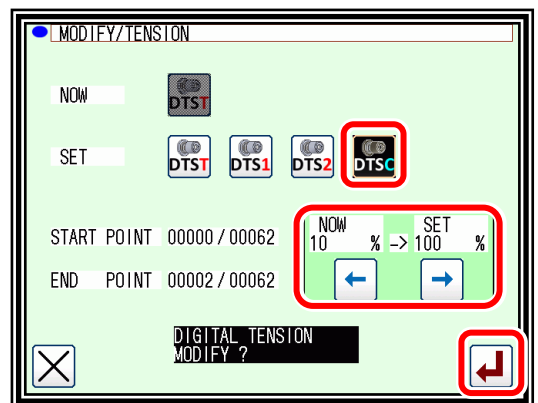 MODIFY/TENSION
NOW
DTST
SET
DTST DTS1 DTS2 DTSC
NOW SET
START POINT 00000/00062 10 % -> 100 %
END POINT 00002/00062
DIGITAL TENSION
MODIFY ?